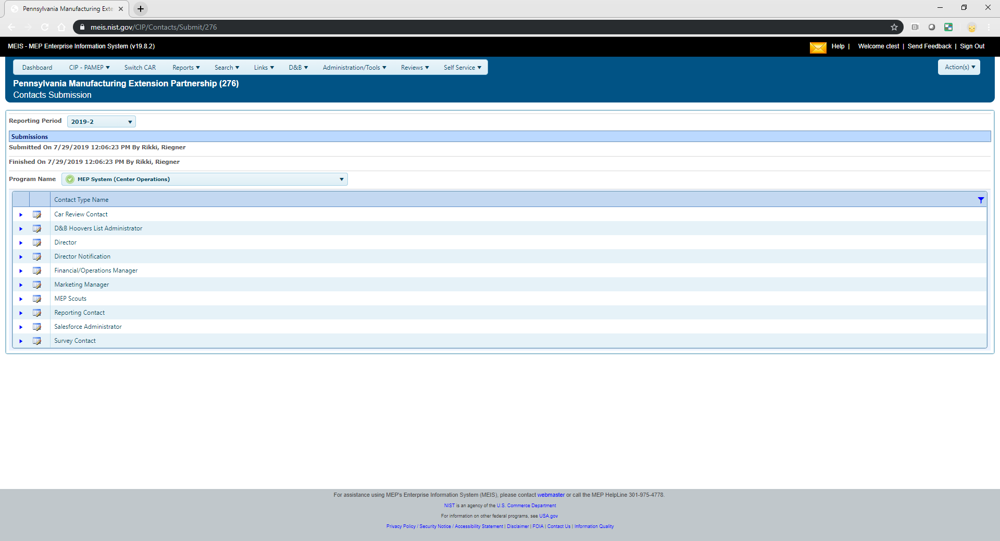 Pennsylvania Manufacturing Exte
meis.nist.gov/CIP/Contacts/Submit/276
MEIS - MEP Enterprise Information System (v19.8.2)
Help | Welcome ctest | Send Feedback | Sign Out
Dashboard CIP - PAMEP Switch CAR Reports Search Links D&B Administration/Tools Reviews Self Service Action(s)
Pennsylvania Manufacturing Extension Partnership (276)
Contacts Submission
Reporting Period 2019-2
Submissions
Submitted On 7/29/2019 12:06:23 PM By Rikki, Riegner
Finished On 7/29/2019 12:06:23 PM By Rikki, Riegner
Program Name MEP System (Center Operations)
Contact Type Name
Car Review Contact
D&B Hoovers List Administrator
Director
Director Notification
Financial/Operations Manager
Marketing Manager
MEP Scouts
Reporting Contact
Salesforce Administrator
Survey Contact
For assistance using MEP's Enterprise Information System (MEIS), please contact webmaster or call the MEP HelpLine 301-975-4778.
NIST is an agency of the U.S. Commerce Department
For information on other federal programs, see USA.gov
Privacy Policy / Security Notice / Accessibility Statement | Disclaimer | FOIA | Contact Us | Information Quality